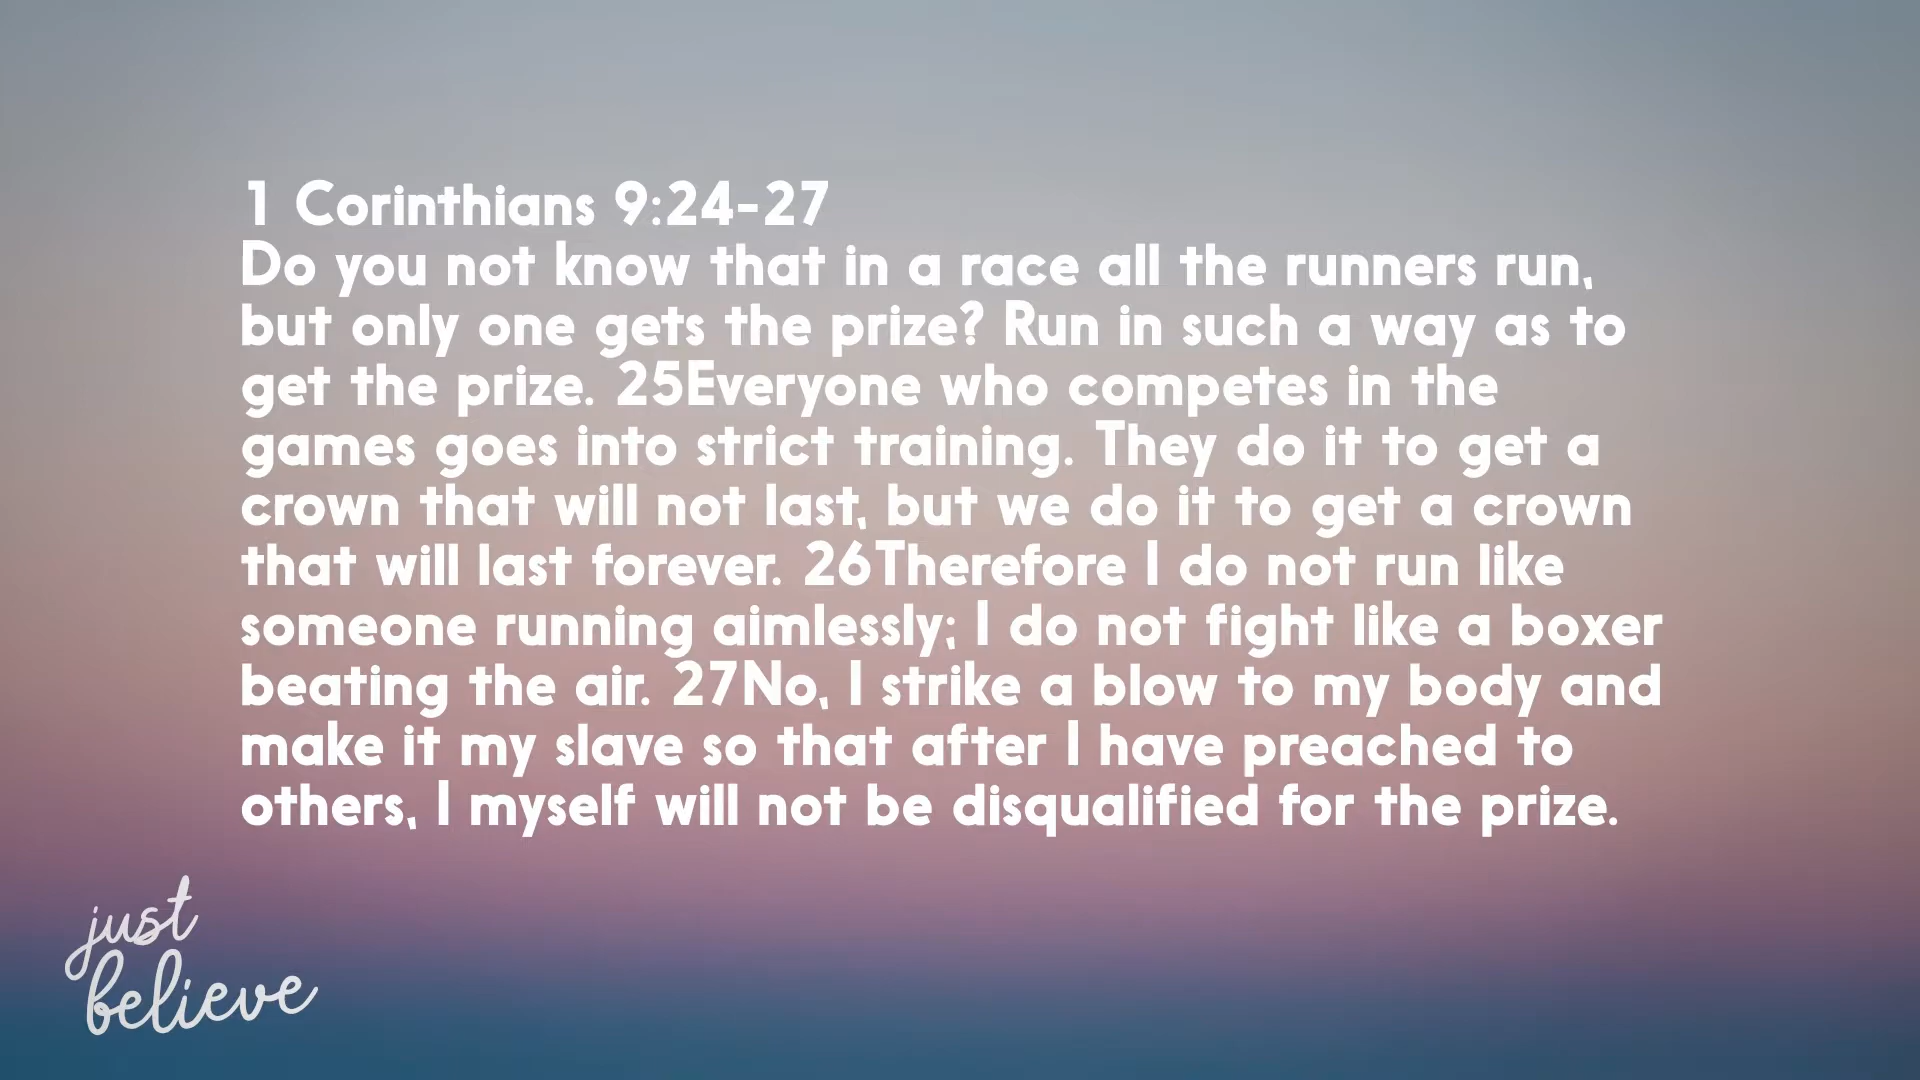 1 Corinthians 9:24-27
Do you not know that in a race all the runners run,
but only one gets the prize? Run in such a way as to
get the prize. 25Everyone who competes in the
games goes into strict training. They do it to get a
crown that will not last, but we do it to get a crown
that will last forever. 26Therefore I do not run like
someone running aimlessly; I do not fight like a boxer
beating the air. 27No, I strike a blow to my body and
make it my slave so that after I have preached to
others, I myself will not be disqualified for the prize.
just
believe